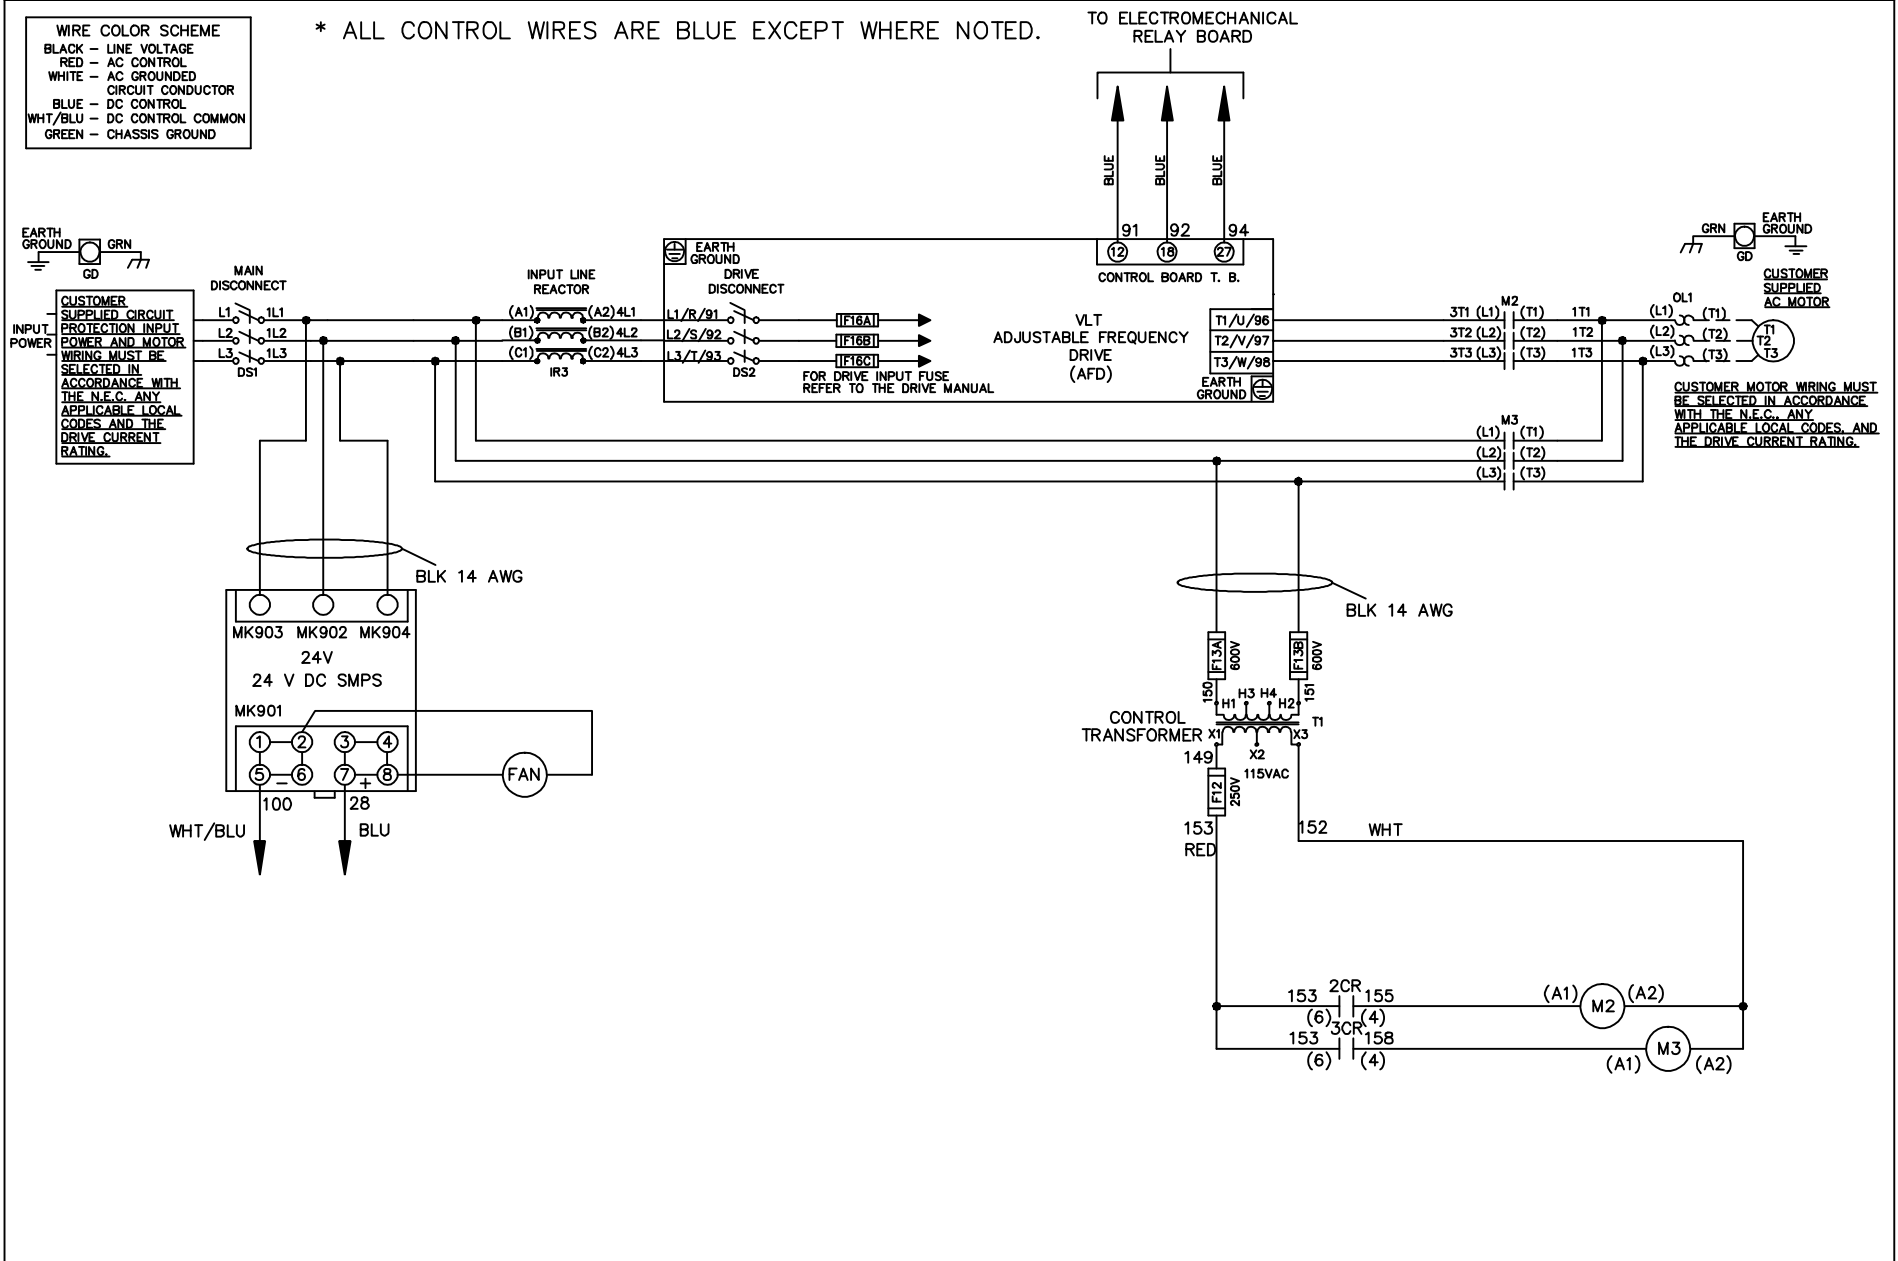 WIRE COLOR SCHEME
BLACK – LINE VOLTAGE
RED – AC CONTROL
WHITE – AC GROUNDED
CIRCUIT CONDUCTOR
BLUE – DC CONTROL
WHT/BLU – DC CONTROL COMMON
GREEN – CHASSIS GROUND
* ALL CONTROL WIRES ARE BLUE EXCEPT WHERE NOTED.
TO ELECTROMECHANICAL
RELAY BOARD
BLUE BLUE BLUE
91 92 94
12 18 27
CONTROL BOARD T. B.
EARTH
GROUND
GRN
GD
INPUT
POWER
CUSTOMER
SUPPLIED CIRCUIT
PROTECTION INPUT
POWER AND MOTOR
WIRING MUST BE
SELECTED IN
ACCORDANCE WITH
THE N.E.C. ANY
APPLICABLE LOCAL
CODES AND THE
DRIVE CURRENT
RATING.
MAIN
DISCONNECT
L1 1L1
L2 1L2
L3 1L3
DS1
INPUT LINE
REACTOR
(A1) (A2) 4L1
(B1) (B2) 4L2
(C1) (C2) 4L3
IR3
EARTH
GROUND
DRIVE
DISCONNECT
L1/R/91
L2/S/92
L3/T/93
DS2
F16A
F16B
F16C
FOR DRIVE INPUT FUSE
REFER TO THE DRIVE MANUAL
VLT
ADJUSTABLE FREQUENCY
DRIVE
(AFD)
T1/U/96
T2/V/97
T3/W/98
EARTH
GROUND
M2
3T1 (L1) (T1) 1T1
3T2 (L2) (T2) 1T2
3T3 (L3) (T3) 1T3
OL1
(L1) (T1)
(L2) (T2)
(L3) (T3)
T1
T2
T3
GRN
EARTH
GROUND
GD
CUSTOMER
SUPPLIED
AC MOTOR
CUSTOMER MOTOR WIRING MUST
BE SELECTED IN ACCORDANCE
WITH THE N.E.C., ANY
APPLICABLE LOCAL CODES, AND
THE DRIVE CURRENT RATING.
M3
(L1) (T1)
(L2) (T2)
(L3) (T3)
BLK 14 AWG
MK903 MK902 MK904
24V
24 V DC SMPS
MK901
1 2 3 4
5 – 6 7 + 8
FAN
100 28
WHT/BLU BLU
BLK 14 AWG
F13A 600V
F13B 600V
150 151
H1 H3 H4 H2
CONTROL
TRANSFORMER
T1
X1 X2 X3
149
115VAC
F12 250V
153
RED
152 WHT
153 2CR 155
(6) (4)
(A1) M2 (A2)
153 3CR 158
(6) (4)
(A1) M3 (A2)